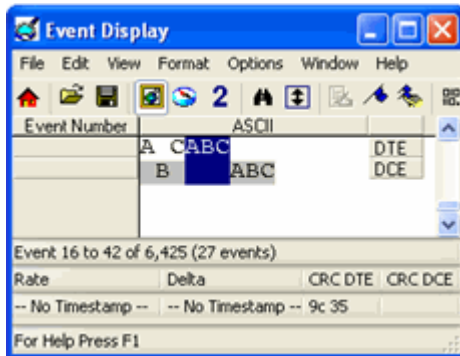 Event Display
File Edit View Format Options Window Help
2
Event Number ASCII
A CABC DTE
B ABC DCE
Event 16 to 42 of 6,425 (27 events)
Rate Delta CRC DTE CRC DCE
-- No Timestamp -- -- No Timestamp -- 9c 35
For Help Press F1